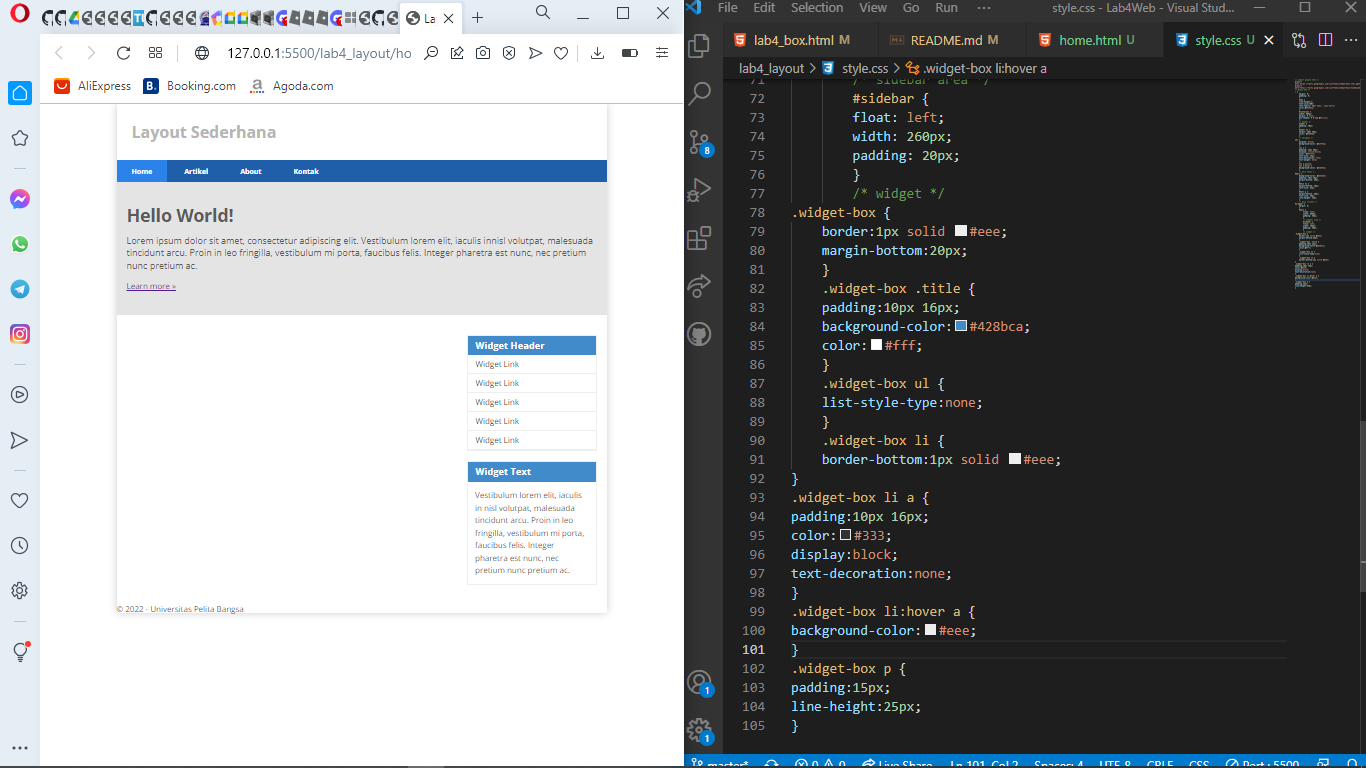 La
127.0.0.1:5500/lab4_layout/ho
AliExpress
B. Booking.com
a Agoda.com
Layout Sederhana
Home Artikel About Kontak
Hello World!
Lorem ipsum dolor sit amet, consectetur adipiscing elit. Vestibulum lorem elit, iaculis innisl volutpat, malesuada
tincidunt arcu. Proin in leo fringilla, vestibulum mi porta, faucibus felis. Integer pharetra est nunc, nec pretium
nunc pretium ac.
Learn more »
Widget Header
Widget Link
Widget Link
Widget Link
Widget Link
Widget Link
Widget Text
Vestibulum lorem elit, iaculis
in nisl volutpat, malesuada
tincidunt arcu. Proin in leo
fringilla, vestibulum mi porta,
faucibus felis. Integer
pharetra est nunc, nec
pretium nunc pretium ac.
© 2022 - Universitas Pelita Bangsa
File Edit Selection View Go Run ··· style.css - Lab4Web - Visual Stud...
lab4_box.html M README.md M home.html U style.css U
lab4_layout > style.css > .widget-box li:hover a
8
1
1
71 /* sidebar area */
72 #sidebar {
73 float: left;
74 width: 260px;
75 padding: 20px;
76 }
77 /* widget */
78 .widget-box {
79 border:1px solid #eee;
80 margin-bottom:20px;
81 }
82 .widget-box .title {
83 padding:10px 16px;
84 background-color:#428bca;
85 color:#fff;
86 }
87 .widget-box ul {
88 list-style-type:none;
89 }
90 .widget-box li {
91 border-bottom:1px solid #eee;
92 }
93 .widget-box li a {
94 padding:10px 16px;
95 color:#333;
96 display:block;
97 text-decoration:none;
98 }
99 .widget-box li:hover a {
100 background-color:#eee;
101 }
102 .widget-box p {
103 padding:15px;
104 line-height:25px;
105 }
master* 0 0 Live Share Ln 101, Col 2 Spaces: 4 UTF-8 CRLF CSS Port : 5500